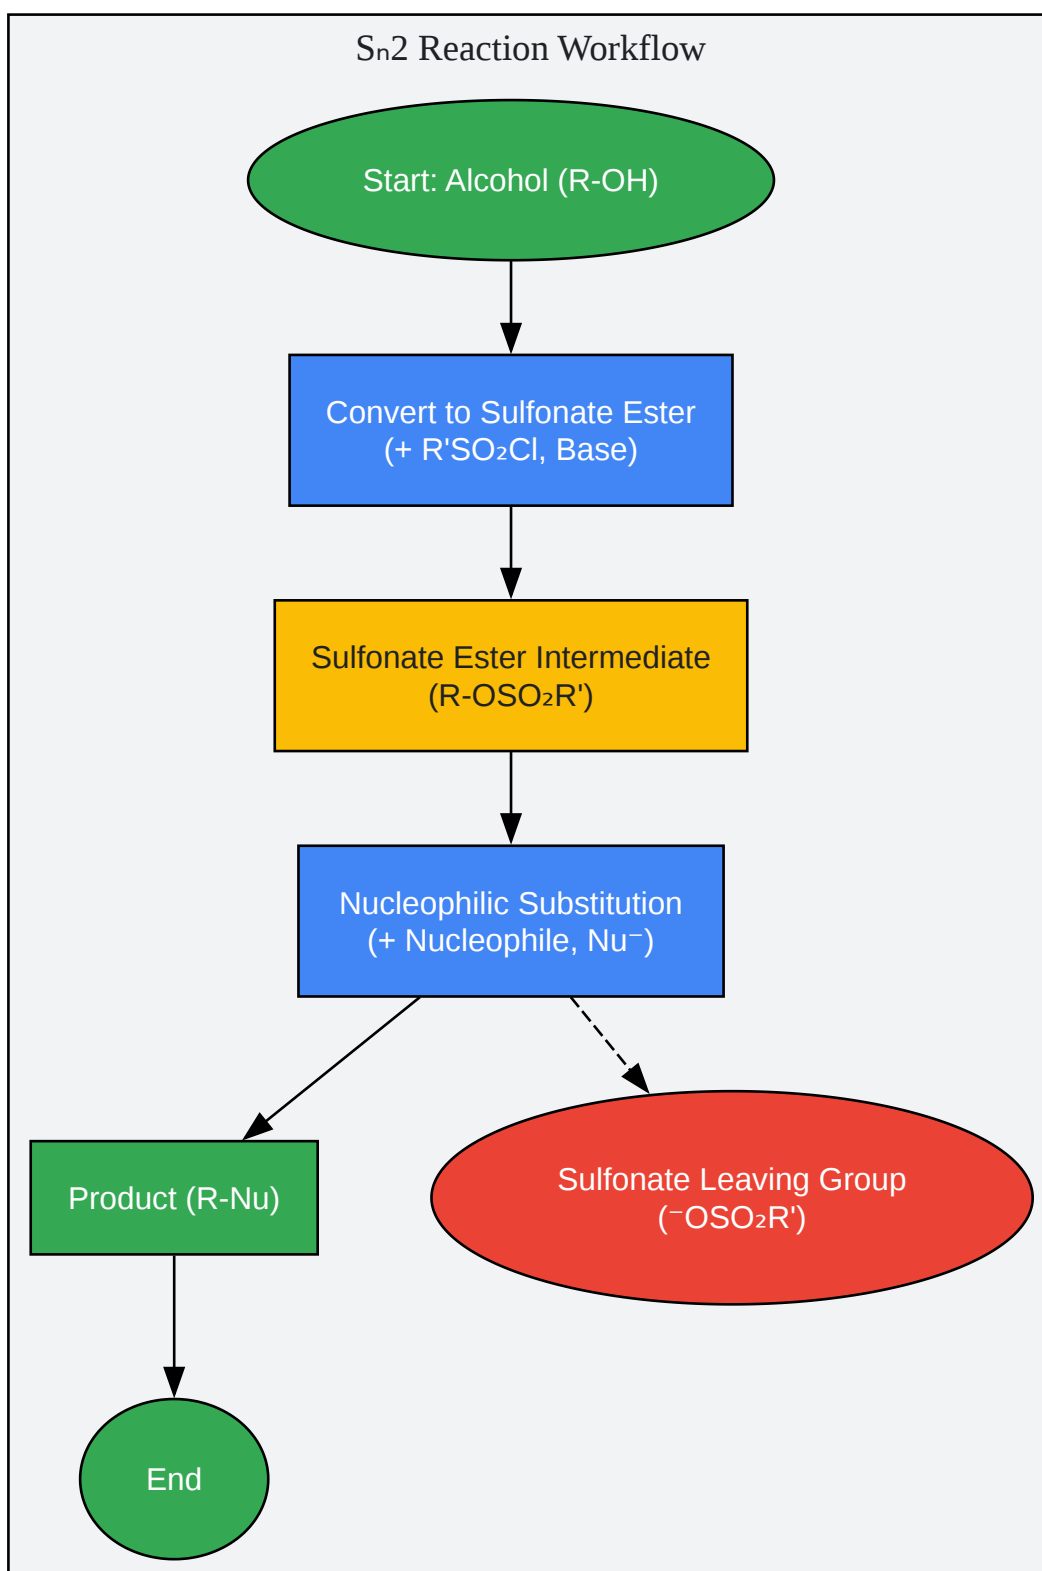 Sₙ2 Reaction Workflow
Start: Alcohol (R-OH)
Convert to Sulfonate Ester
(+ R'SO₂Cl, Base)
Sulfonate Ester Intermediate
(R-OSO₂R')
Nucleophilic Substitution
(+ Nucleophile, Nu⁻)
Product (R-Nu)
Sulfonate Leaving Group
(⁻OSO₂R')
End